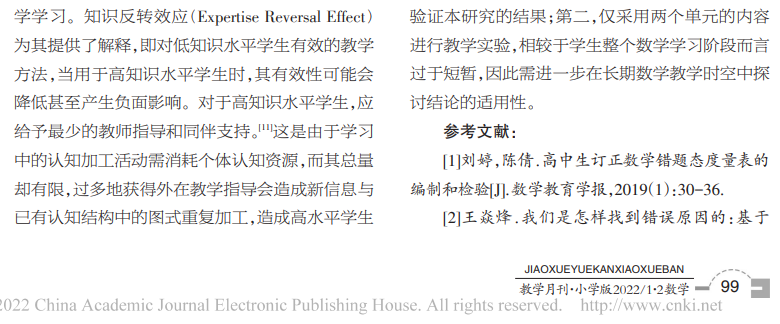 学学习。知识反转效应（Expertise Reversal Effect）
为其提供了解释，即对低知识水平学生有效的教学
方法，当用于高知识水平学生时，其有效性可能会
降低甚至产生负面影响。对于高知识水平学生，应
给予最少的教师指导和同伴支持。[11]这是由于学习
中的认知加工活动需消耗个体认知资源，而其总量
却有限，过多地获得外在教学指导会造成新信息与
已有认知结构中的图式重复加工，造成高水平学生
验证本研究的结果；第二，仅采用两个单元的内容
进行教学实验，相较于学生整个数学学习阶段而言
过于短暂，因此需进一步在长期数学教学时空中探
讨结论的适用性。
参考文献：
[1]刘婷，陈倩.高中生订正数学错题态度量表的
编制和检验[J].数学教育学报，2019(1)：30-36.
[2]王焱烽.我们是怎样找到错误原因的：基于
JIAOXUEYUEKANXIAOXUEBAN
教学月刊·小学版2022/1·2数学
99
2022 China Academic Journal Electronic Publishing House. All rights reserved. http://www.cnki.net